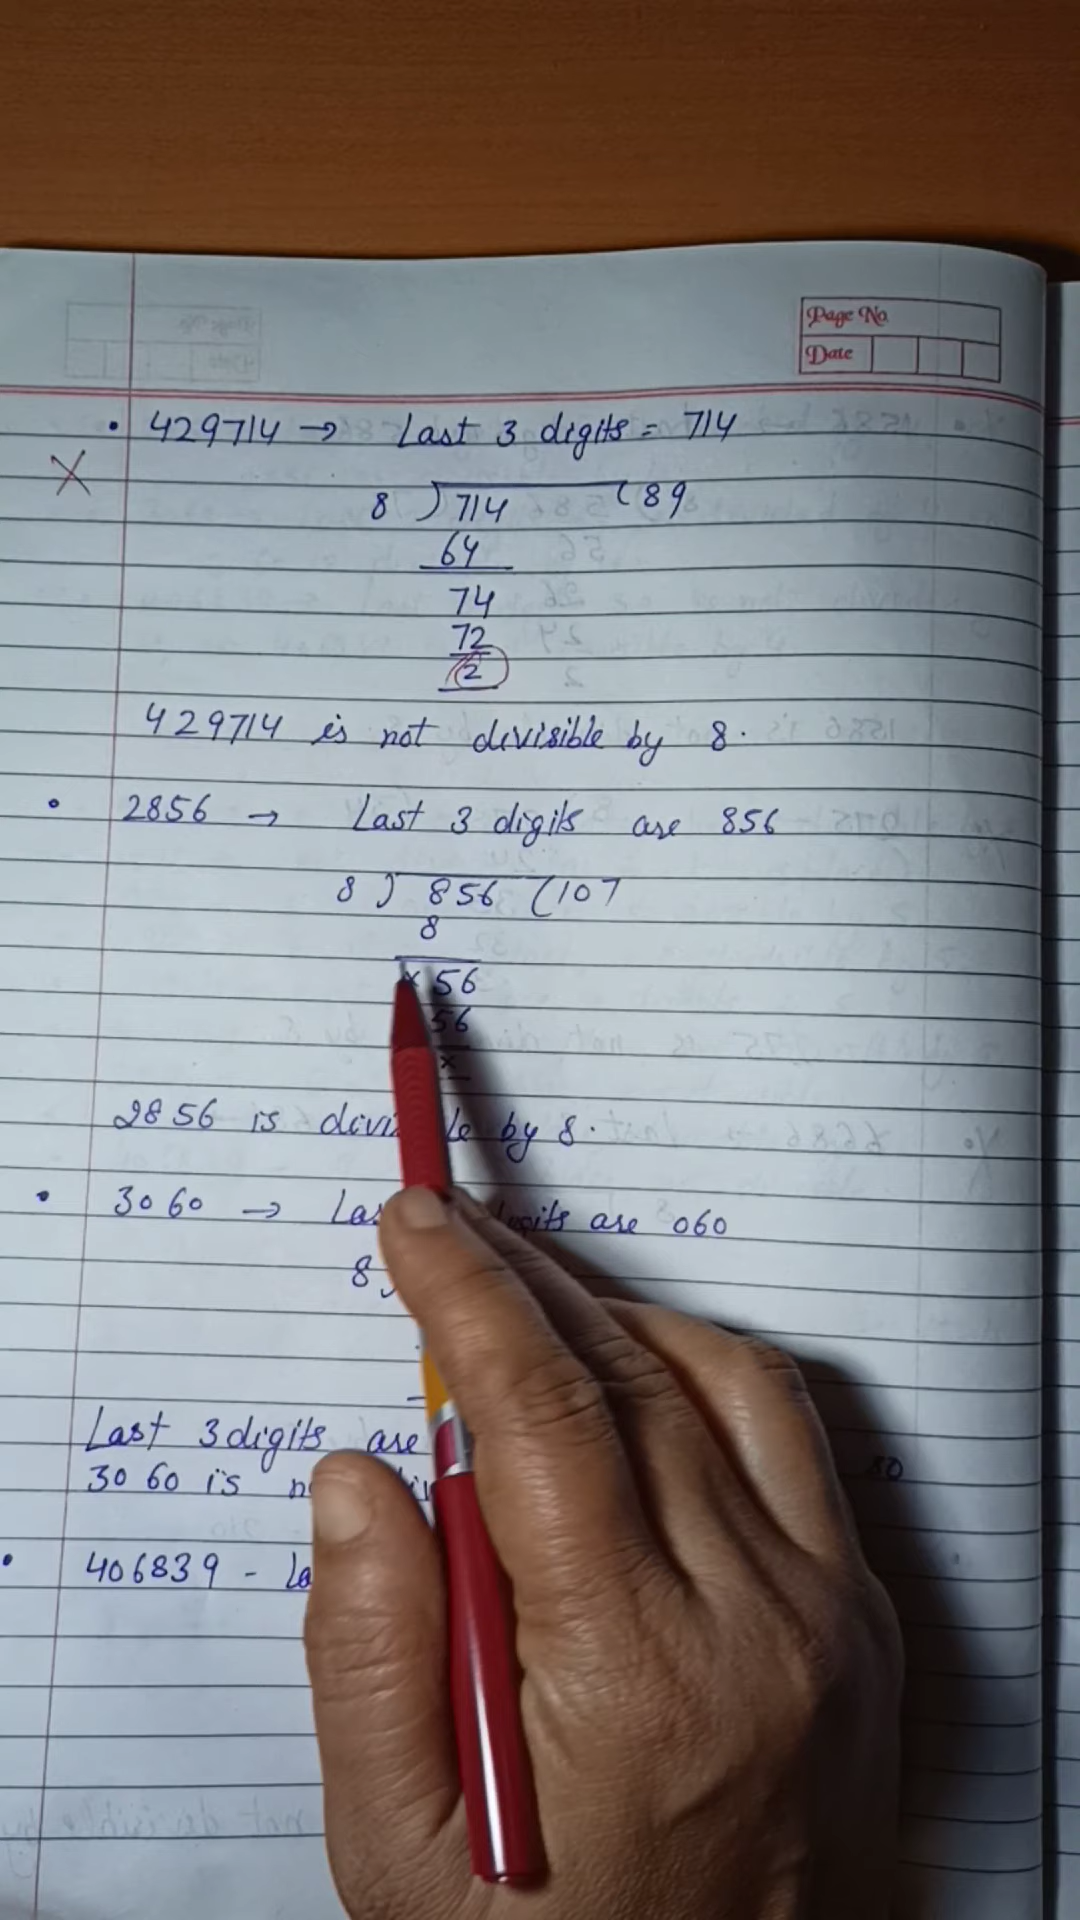 Page No.
Date
• 429714 → Last 3 digits = 714
X
8 ) 714 ( 89
64
74
72
2
429714 is not divisible by 8.
• 2856 → Last 3 digits are 856
8 ) 856 ( 107
8
× 56
56
×
2856 is by 8.
• 3060 → are 060
8 )
Last 3 digits are
3060 is
• 406839 -